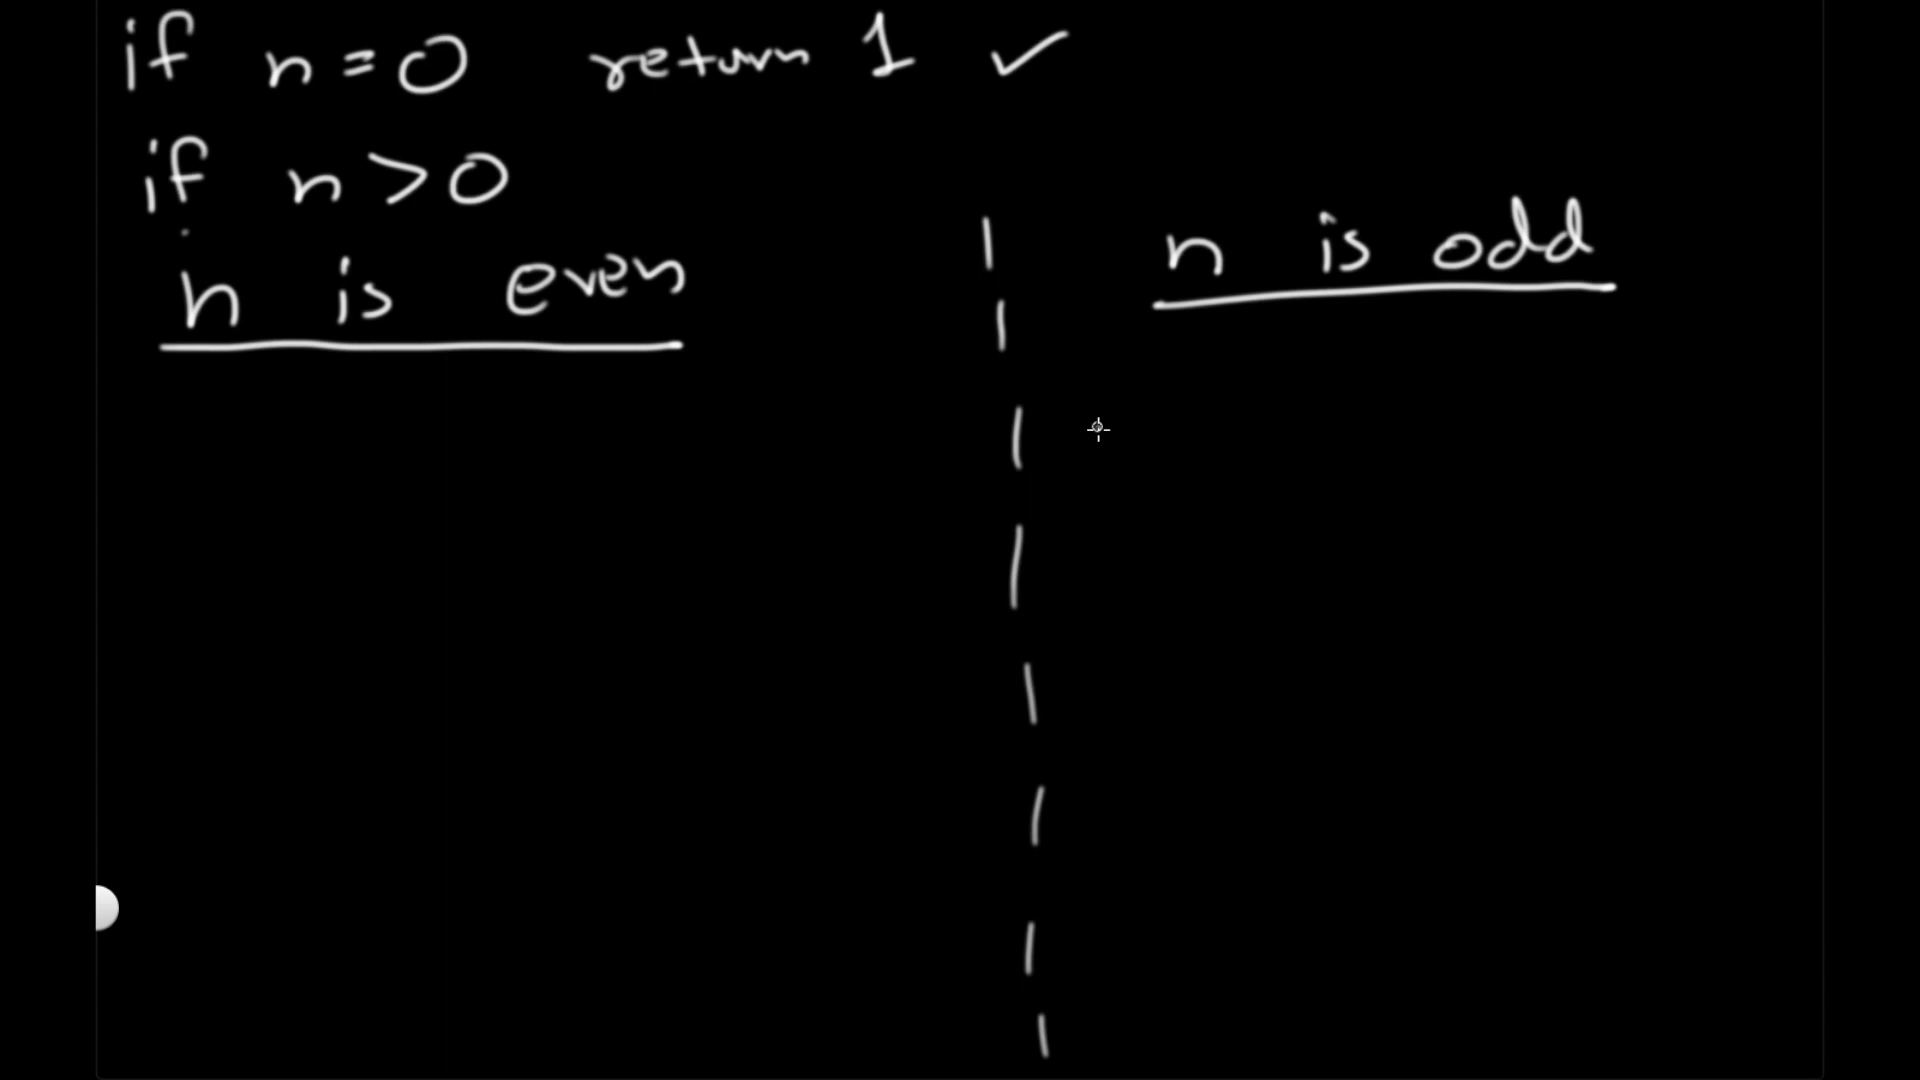 if n=0 return 1 ✓
if n>0
n is even
n is odd